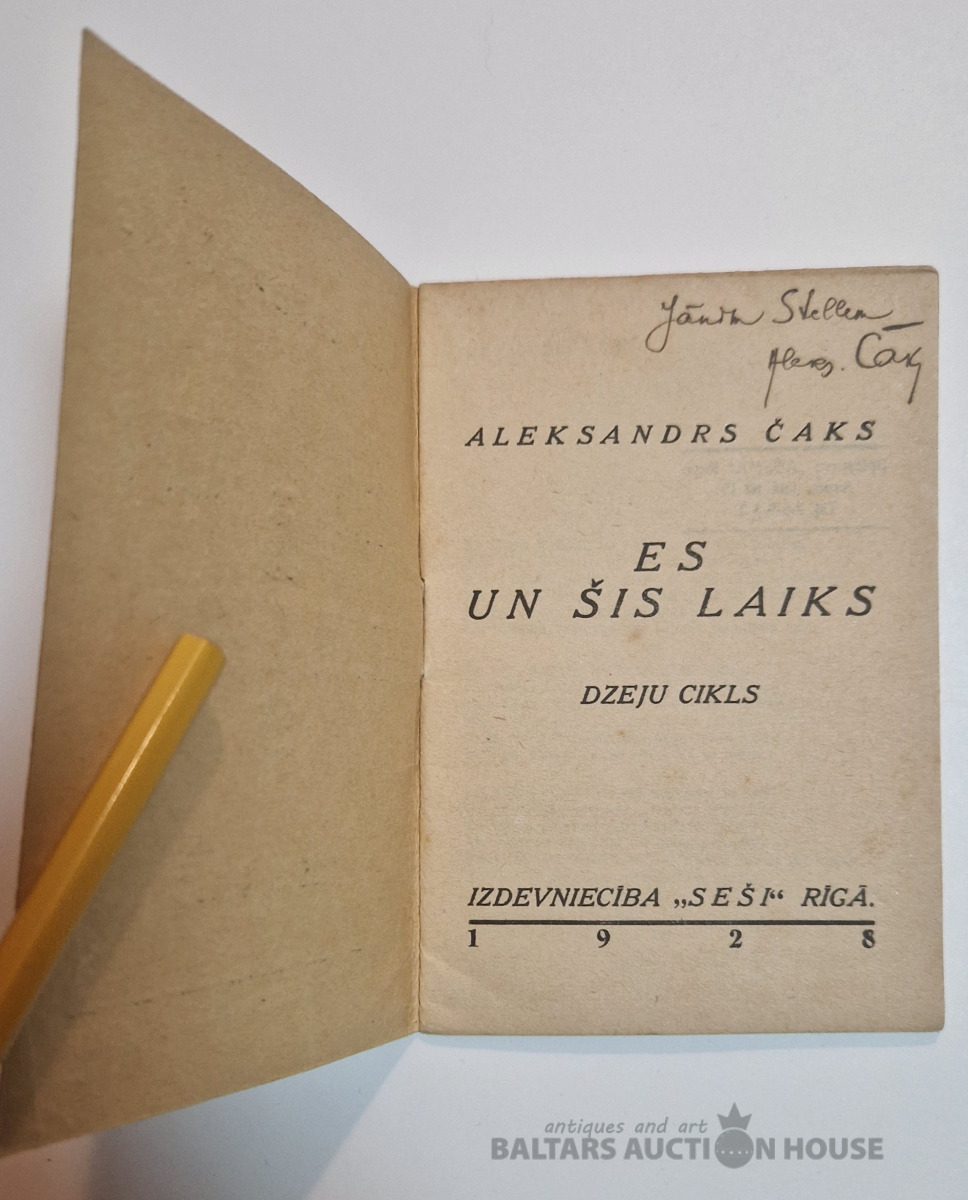 Jānim Stellem
Aleks. Čaks
ALEKSANDRS ČAKS
ES
UN ŠIS LAIKS
DZEJU CIKLS
IZDEVNIECĪBA „SEŠI“ RĪGĀ.
1 9 2 8
antiques and art
BALTARS AUCTION HOUSE